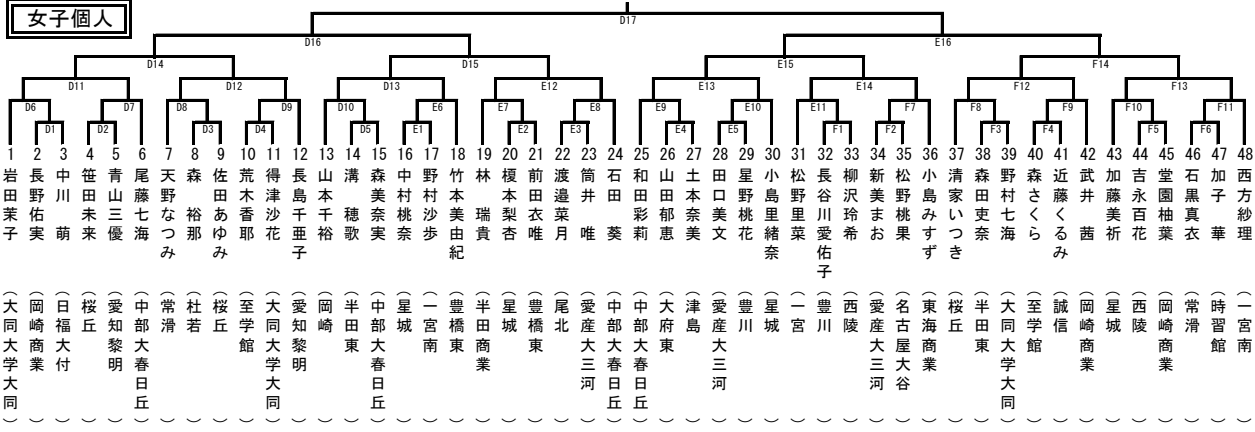 女子個人
D17
D16
E16
D14
D15
E15
F14
D11
D12
D13
E12
E13
E14
F12
F13
D6
D7
D8
D9
D10
E6
E7
E8
E9
E10
E11
F7
F8
F9
F10
F11
D1
D2
D3
D4
D5
E1
E2
E3
E4
E5
F1
F2
F3
F4
F5
F6
1 岩田茉子 （大同大学大同）
2 長野佑実 （岡崎商業）
3 中川　萌 （日福大付）
4 笹田未来 （桜丘）
5 青山三優 （愛知黎明）
6 尾藤七海 （中部大春日丘）
7 天野なつみ （常滑）
8 森　裕那 （杜若）
9 佐田あゆみ （桜丘）
10 荒木香耶 （至学館）
11 得津沙花 （大同大学大同）
12 長島千亜子 （愛知黎明）
13 山本千裕 （岡崎）
14 溝　穂歌 （半田東）
15 森美奈実 （中部大春日丘）
16 中村桃奈 （星城）
17 野村沙歩 （一宮南）
18 竹本美由紀 （豊橋東）
19 林　瑞貴 （半田商業）
20 榎本梨杏 （星城）
21 前田衣唯 （豊橋東）
22 渡邉菜月 （尾北）
23 筒井　唯 （愛産大三河）
24 石田　葵 （中部大春日丘）
25 和田彩莉 （中部大春日丘）
26 山田郁恵 （大府東）
27 土本奈美 （津島）
28 田口美文 （愛産大三河）
29 星野桃花 （豊川）
30 小島里緒奈 （星城）
31 松野里菜 （一宮）
32 長谷川愛佑子 （豊川）
33 柳沢玲希 （西陵）
34 新美まお （愛産大三河）
35 松野桃果 （名古屋大谷）
36 小島みすず （東海商業）
37 清家いつき （桜丘）
38 森田吏奈 （半田東）
39 野村七海 （大同大学大同）
40 森さくら （至学館）
41 近藤くるみ （誠信）
42 武井　茜 （岡崎商業）
43 加藤美祈 （星城）
44 吉永百花 （西陵）
45 堂園柚葉 （岡崎商業）
46 石黒真衣 （常滑）
47 加子　華 （時習館）
48 西方紗理 （一宮南）